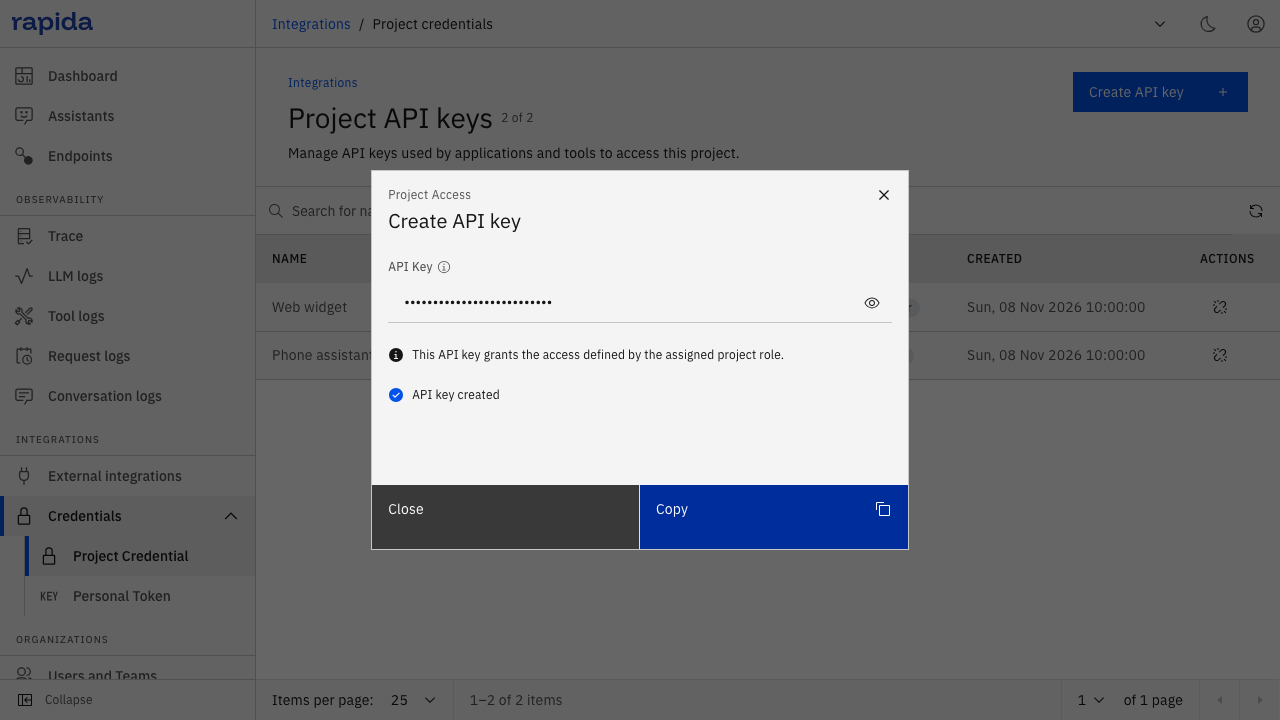 rapida
Integrations / Project credentials
Dashboard
Assistants
Endpoints
OBSERVABILITY
Trace
LLM logs
Tool logs
Request logs
Conversation logs
INTEGRATIONS
External integrations
Credentials
Project Credential
KEY Personal Token
ORGANIZATIONS
Users and Teams
Collapse
Integrations
Project API keys 2 of 2
Manage API keys used by applications and tools to access this project.
Create API key +
Search for
NAME CREATED ACTIONS
Web widget Sun, 08 Nov 2026 10:00:00
Phone assistant Sun, 08 Nov 2026 10:00:00
Project Access
Create API key
API Key
••••••••••••••••••••••••••
This API key grants the access defined by the assigned project role.
API key created
Close
Copy
Items per page: 25 1–2 of 2 items 1 of 1 page